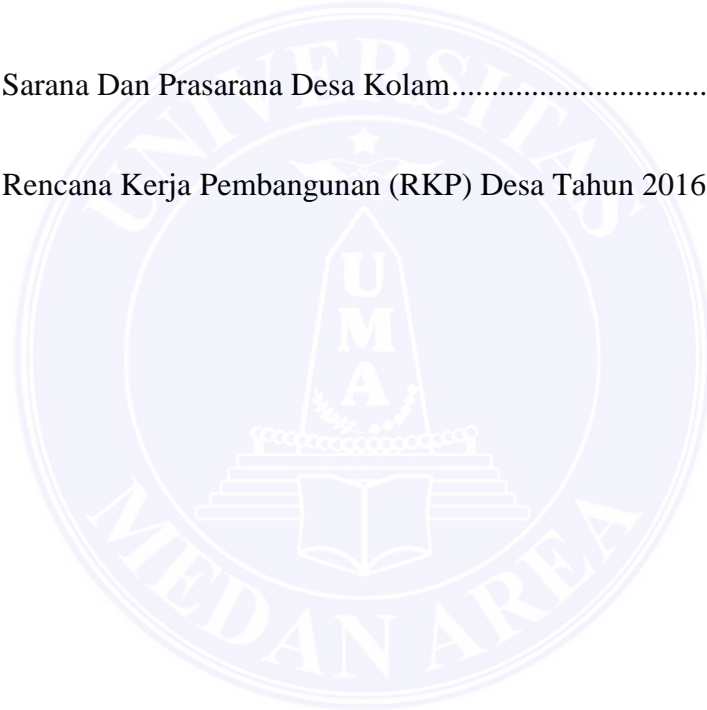 Sarana Dan Prasarana Desa Kolam................................
Rencana Kerja Pembangunan (RKP) Desa Tahun 2016
UNIVERSITAS
UMA
MEDAN AREA